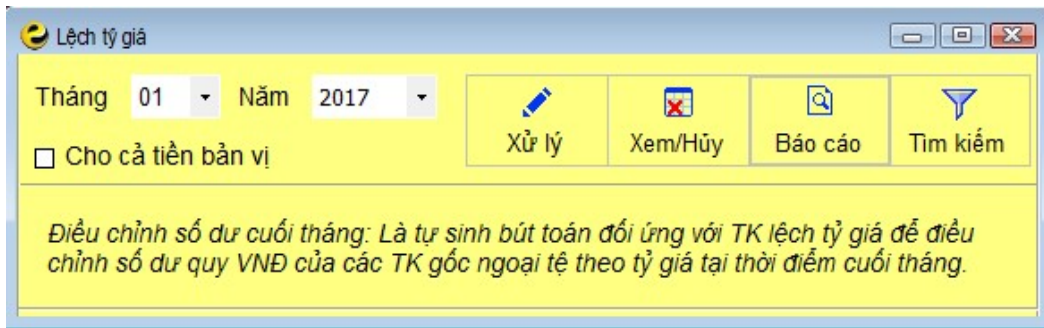 Lệch tỷ giá
Tháng 01 Năm 2017
Xử lý Xem/Hủy Báo cáo Tìm kiếm
Cho cả tiền bản vị
Điều chỉnh số dư cuối tháng: Là tự sinh bút toán đối ứng với TK lệch tỷ giá để điều
chỉnh số dư quy VNĐ của các TK gốc ngoại tệ theo tỷ giá tại thời điểm cuối tháng.